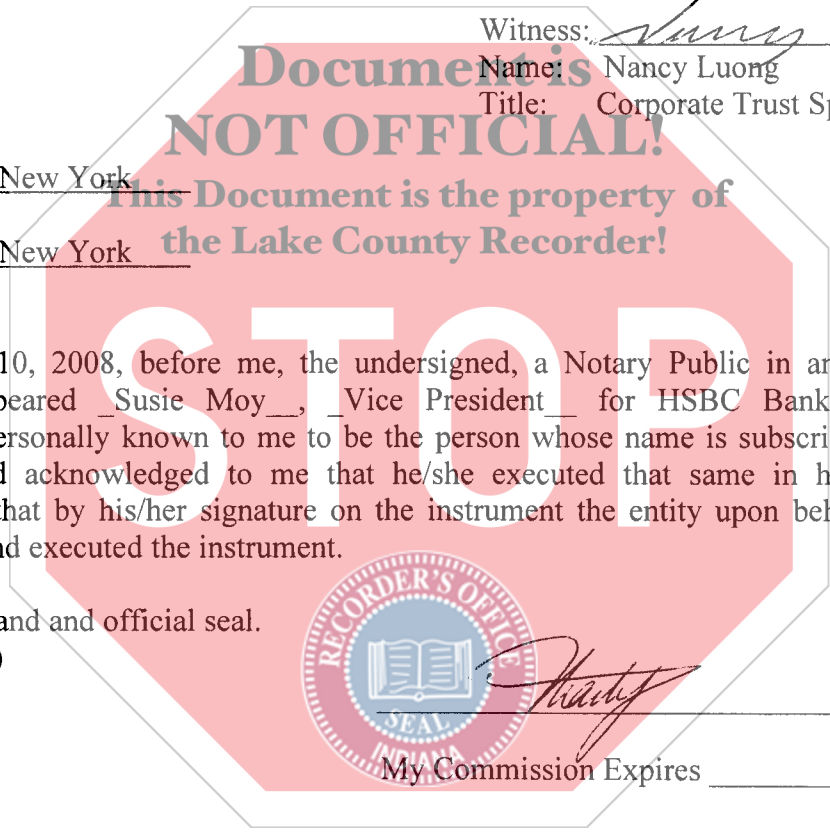 Witness:
Document is
Name: Nancy Luong
Title: Corporate Trust Sp
NOT OFFICIAL!
New York
This Document is the property of
New York
the Lake County Recorder!
STOP
10, 2008, before me, the undersigned, a Notary Public in an
peared _Susie Moy__, _Vice President__ for HSBC Bank
ersonally known to me to be the person whose name is subscri
d acknowledged to me that he/she executed that same in h
that by his/her signature on the instrument the entity upon beh
nd executed the instrument.
and and official seal.
)
RECORDER'S OFFICE
SEAL
INDIANA
My Commission Expires